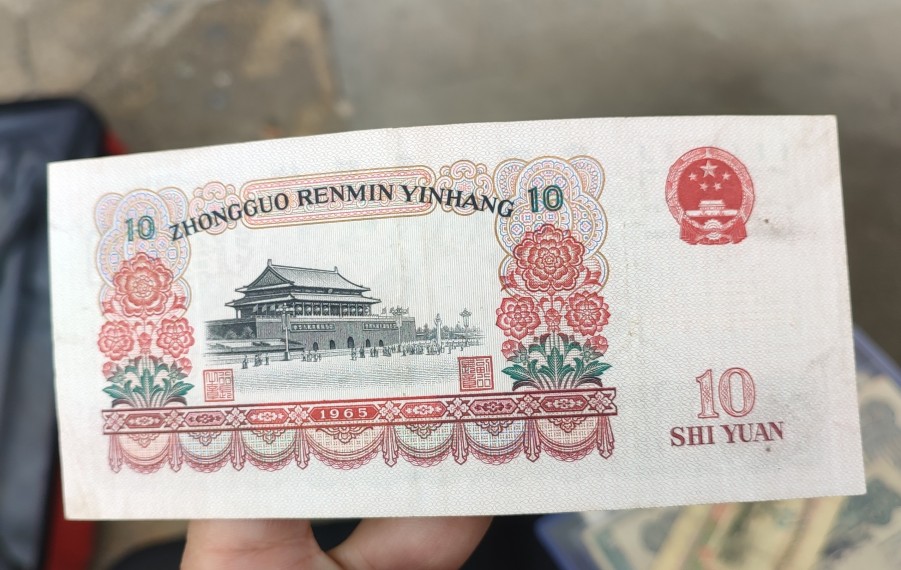 10 ZHONGGUO RENMIN YINHANG 10
1965
10
SHI YUAN